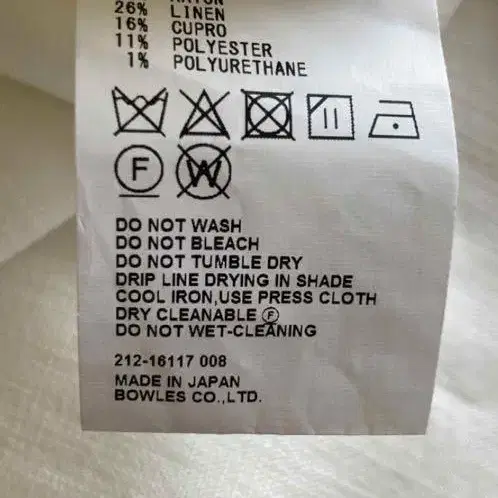 26% LINEN
16% CUPRO
11% POLYESTER
1% POLYURETHANE
F W
DO NOT WASH
DO NOT BLEACH
DO NOT TUMBLE DRY
DRIP LINE DRYING IN SHADE
COOL IRON,USE PRESS CLOTH
DRY CLEANABLE Ⓕ
DO NOT WET-CLEANING
212-16117 008
MADE IN JAPAN
BOWLES CO.,LTD.